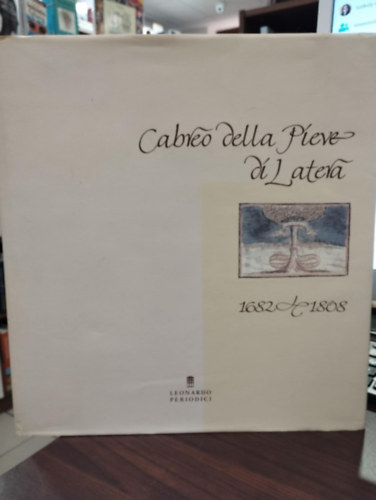 Cabreo della Pieve
di Latera
1682 1808
LEONARDO
PERIODICI